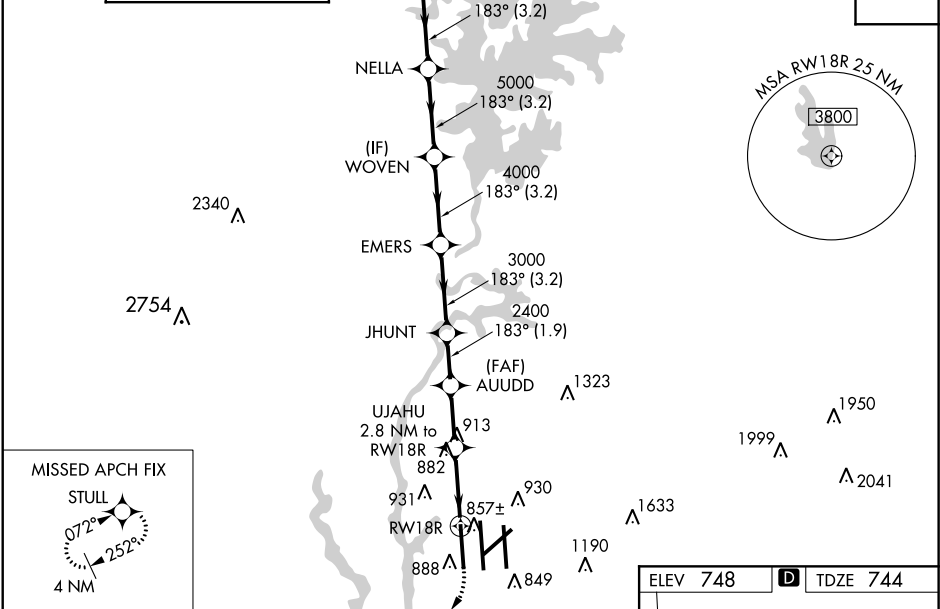 183° (3.2)
NELLA
5000
183° (3.2)
MSA RW18R 25 NM
3800
(IF)
WOVEN
4000
183° (3.2)
2340
EMERS
3000
183° (3.2)
2754
2400
183° (1.9)
JHUNT
(FAF)
AUUDD
1323
UJAHU
2.8 NM to
RW18R
913
882
1950
1999
2041
MISSED APCH FIX
STULL
072°
252°
4 NM
931
930
857±
RW18R
1633
888
849
1190
ELEV 748 D TDZE 744